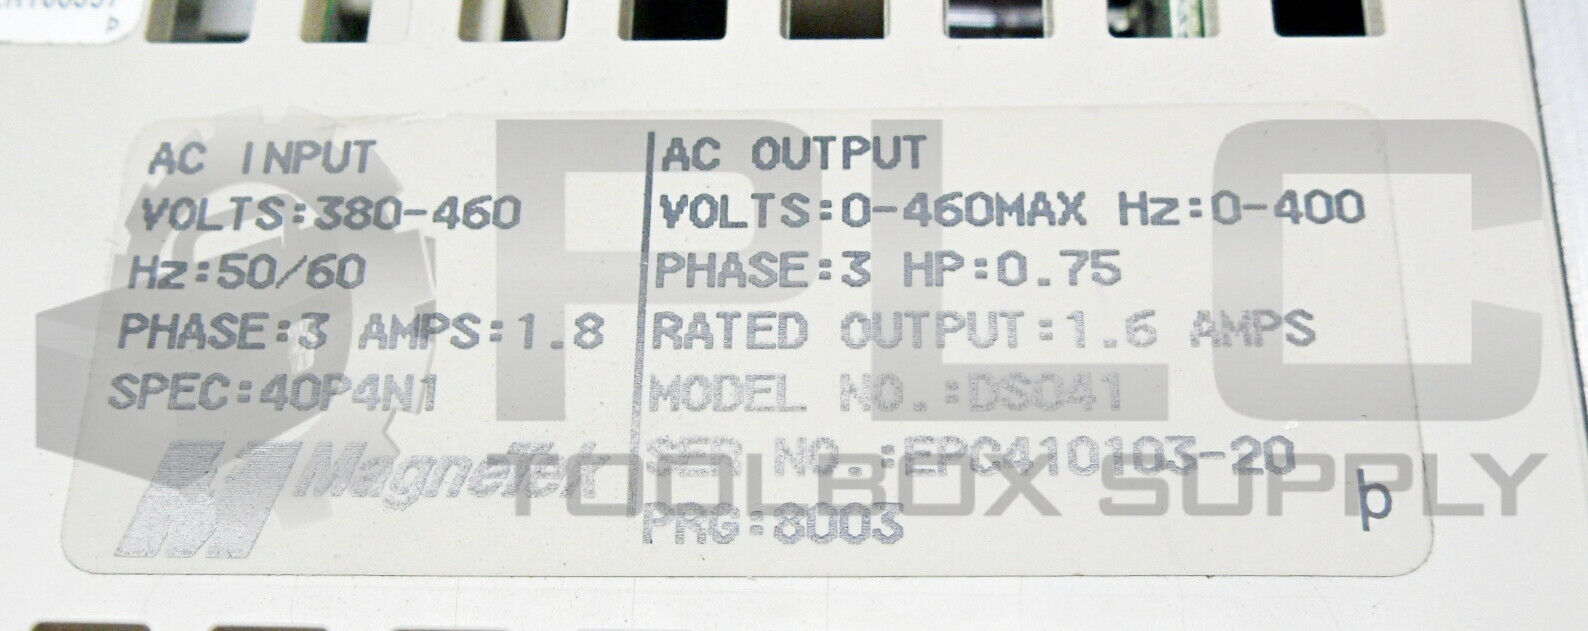 AC INPUT
VOLTS:380-460
Hz:50/60
PHASE:3 AMPS:1.8
SPEC:40P4N1
MagneTek
AC OUTPUT
VOLTS:0-460MAX Hz:0-400
PHASE:3 HP:0.75
RATED OUTPUT:1.6 AMPS
MODEL NO.:DS041
SER NO.:EPC410103-20
PRG:8003
p
PLC
TOOLBOX SUPPLY